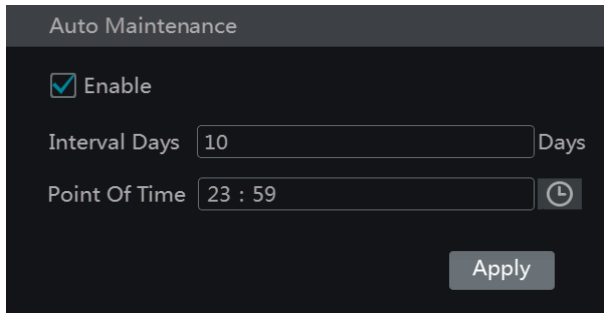 Auto Maintenance
Enable
Interval Days 10 Days
Point Of Time 23 : 59
Apply